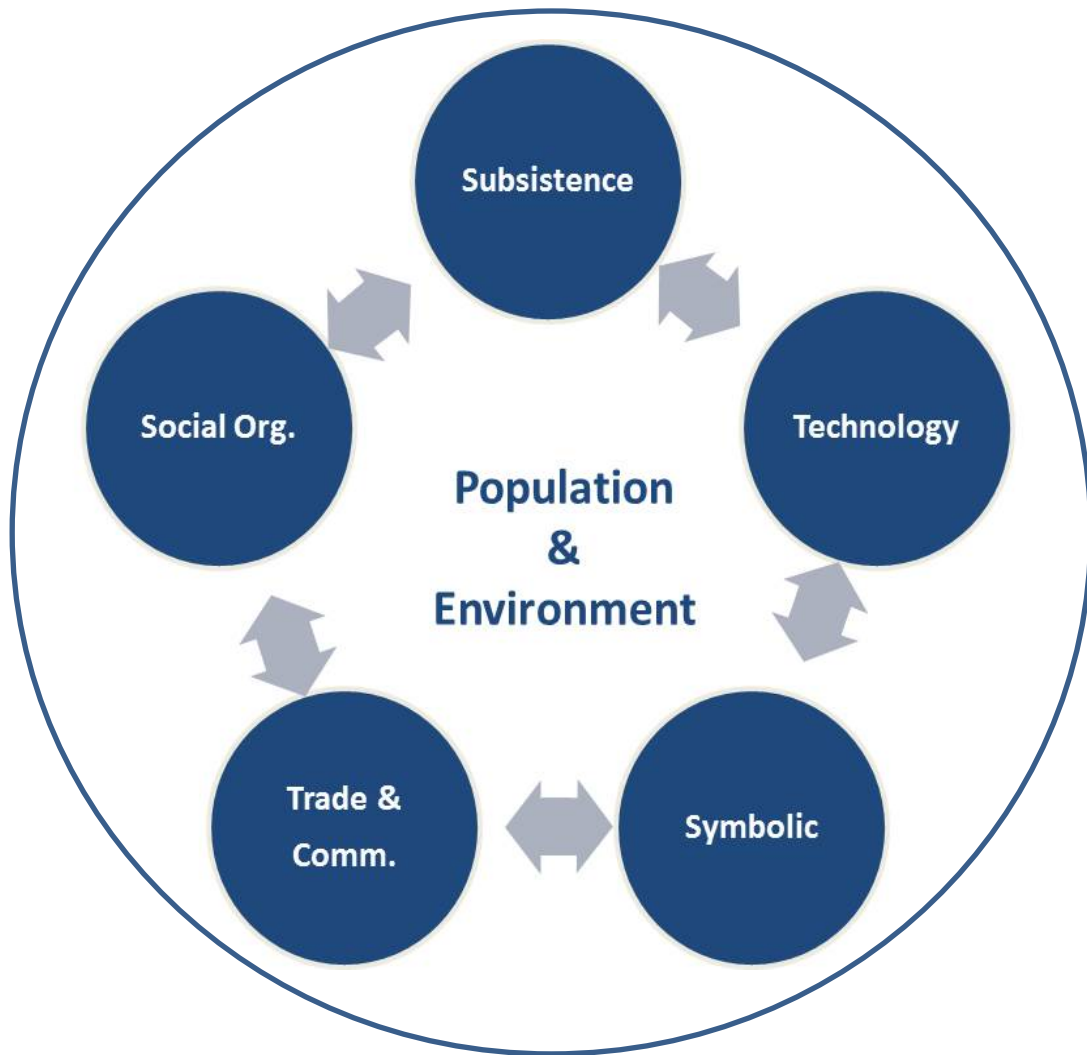 Subsistence
Social Org.
Technology
Population
&
Environment
Trade &
Comm.
Symbolic